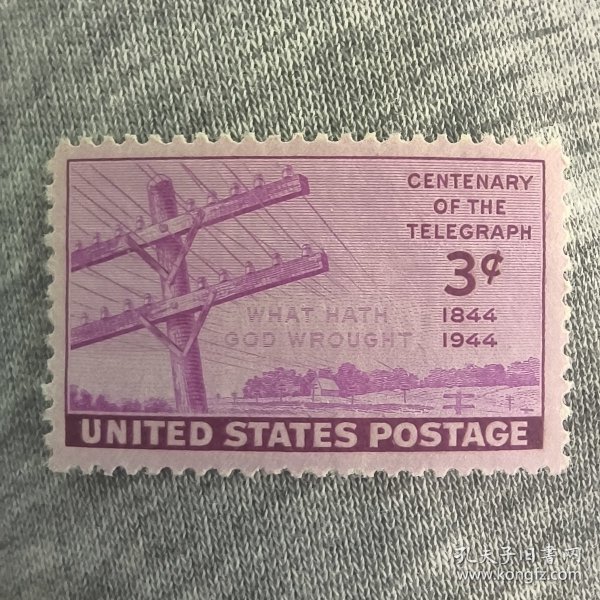 CENTENARY
OF THE
TELEGRAPH
3¢
WHAT HATH
GOD WROUGHT
1844
1944
UNITED STATES POSTAGE
孔夫子旧书网
www.kongfz.com